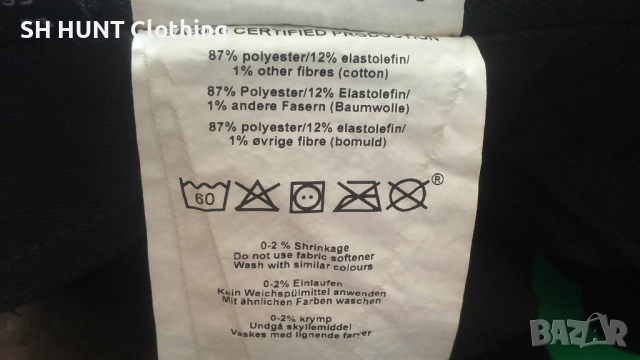 SH HUNT Clothing
CERTIFIED PRODUCTION
87% polyester/12% elastolefin/
1% other fibres (cotton)
87% Polyester/12% Elastolefin/
1% andere Fasern (Baumwolle)
87% polyester/12% elastolefin/
1% øvrige fibre (bomuld)
60 ®
0-2 % Shrinkage
Do not use fabric softener
Wash with similar colours
0-2% Einlaufen
Kein Weichspülmittel anwenden
Mit ähnlichen Farben waschen
0-2% krymp
Undgå skyllemiddel
Vaskes med lignende farver
BAZAR